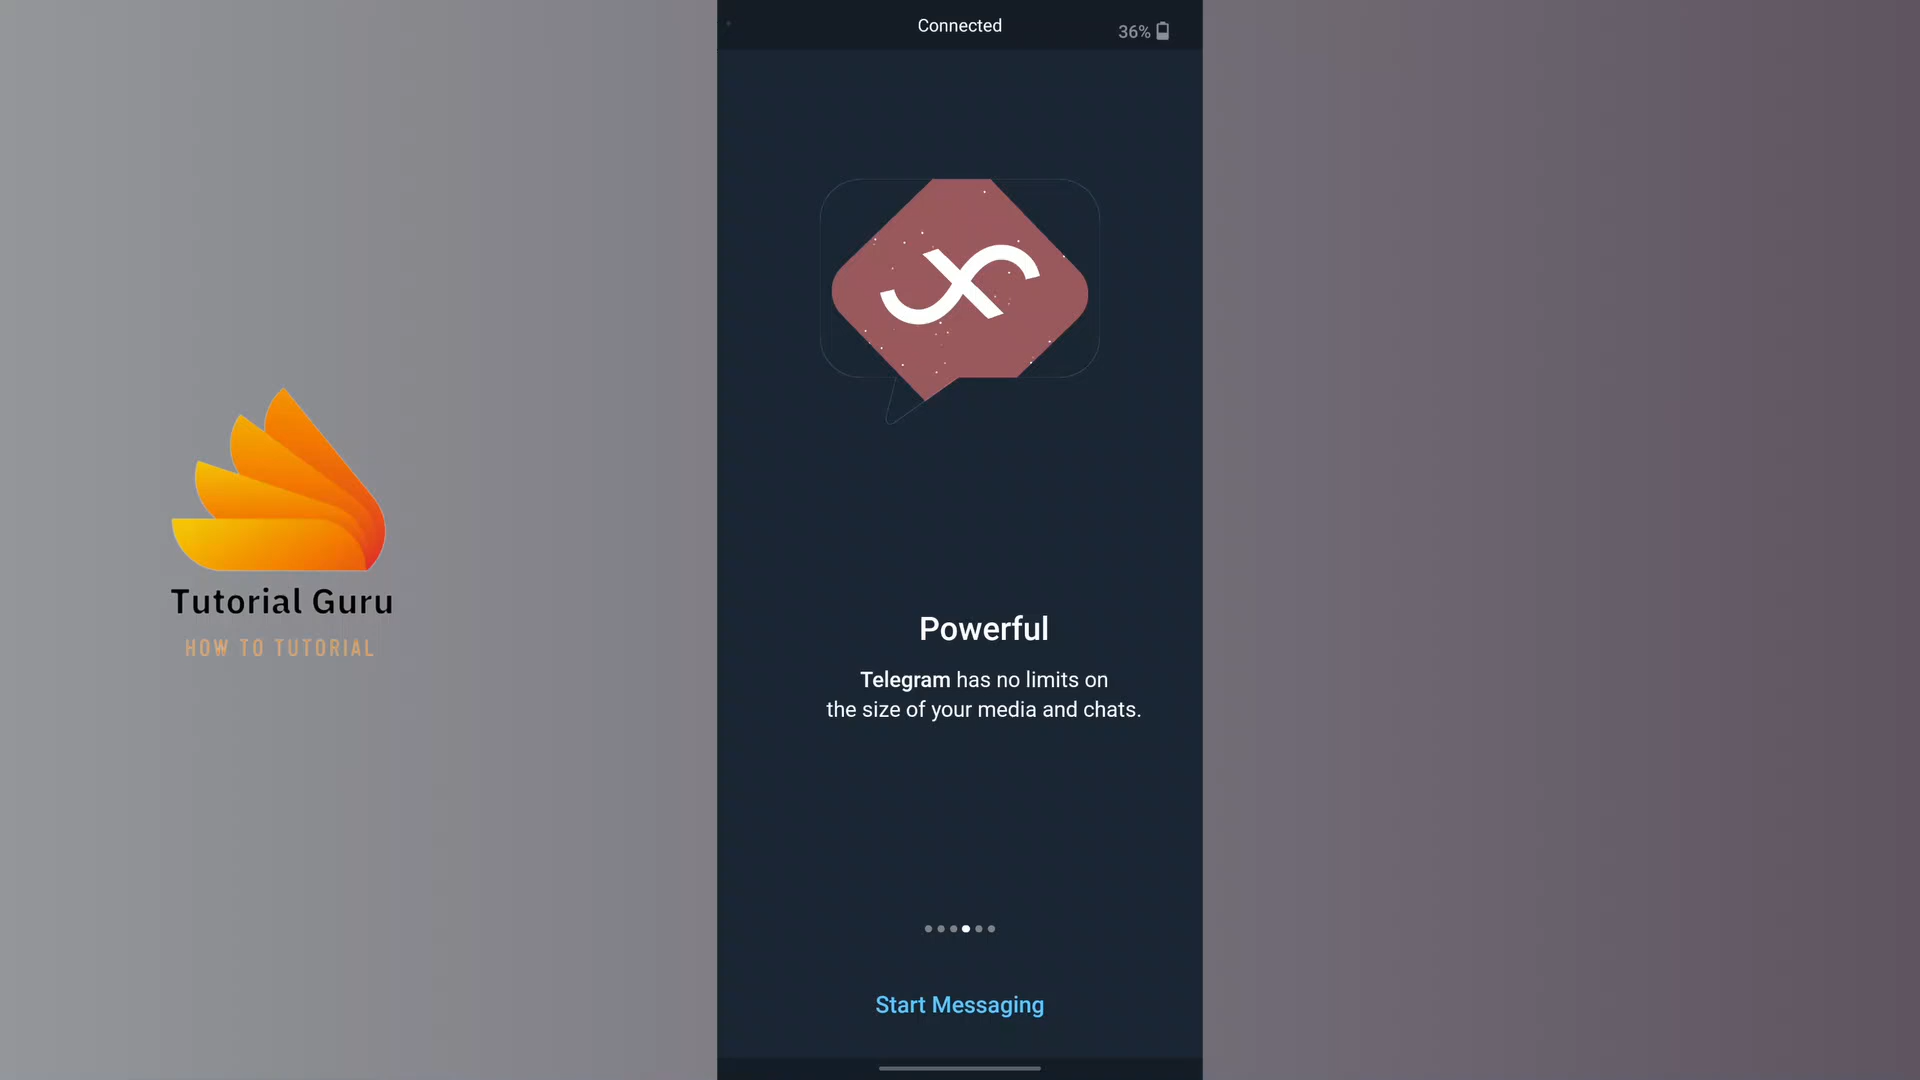 Connected
36%
Tutorial Guru
HOW TO TUTORIAL
Powerful
Telegram has no limits on
the size of your media and chats.
Start Messaging